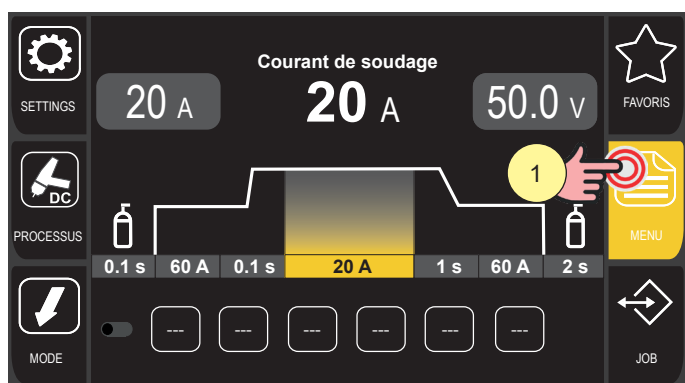 SETTINGS
PROCESSUS
DC
MODE
Courant de soudage
20 A
20 A
50.0 V
1
0.1 s 60 A 0.1 s 20 A 1 s 60 A 2 s
--- --- --- --- --- ---
FAVORIS
MENU
JOB